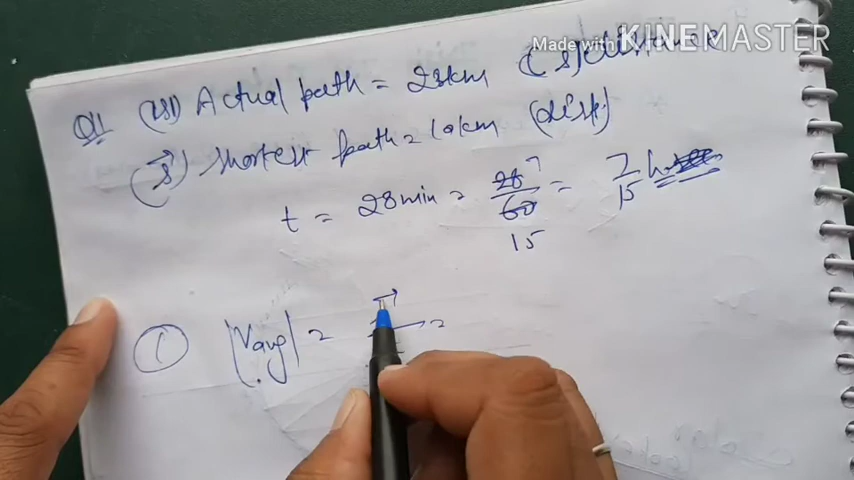 Made with KINEMASTER
Q1 (|s|) Actual path = 28km (s) distance
(s⃗) shortest path = 10km (disp)
t = 28min = 28/60 = 7/15 h
7
15
① |Vavg| = =